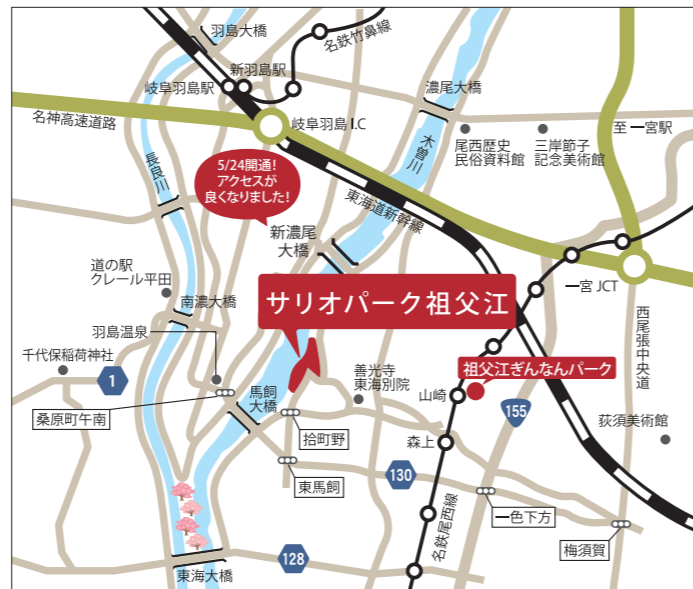 羽島大橋
名鉄竹鼻線
新羽島駅
岐阜羽島駅
濃尾大橋
名神高速道路
岐阜羽島I.C
木曽川
尾西歴史
民俗資料館
三岸節子
記念美術館
至 一宮駅
長良川
5/24開通!
アクセスが
良くなりました!
東海道新幹線
新濃尾
大橋
道の駅
クレール平田
一宮 JCT
南濃大橋
サリオパーク祖父江
西尾張中央道
羽島温泉
千代保稲荷神社
1
馬飼
大橋
善光寺
東海別院
祖父江ぎんなんパーク
山崎
桑原町午南
155
荻須美術館
拾町野
森上
東馬飼
130
一色下方
名鉄尾西線
梅須賀
128
東海大橋